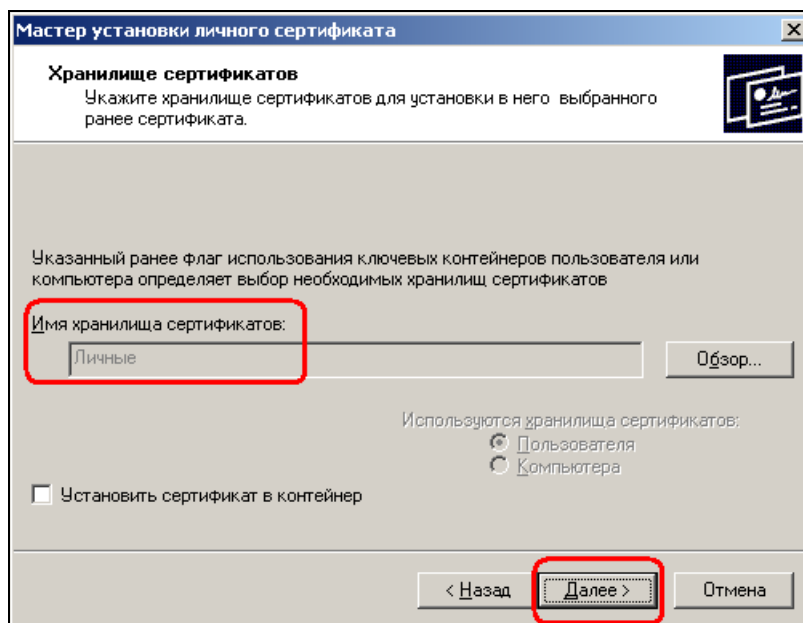 Мастер установки личного сертификата
Хранилище сертификатов
Укажите хранилище сертификатов для установки в него выбранного
ранее сертификата.
Указанный ранее флаг использования ключевых контейнеров пользователя или
компьютера определяет выбор необходимых хранилищ сертификатов
Имя хранилища сертификатов:
Личные
Обзор...
Используются хранилища сертификатов:
Пользователя
Компьютера
Установить сертификат в контейнер
< Назад
Далее >
Отмена